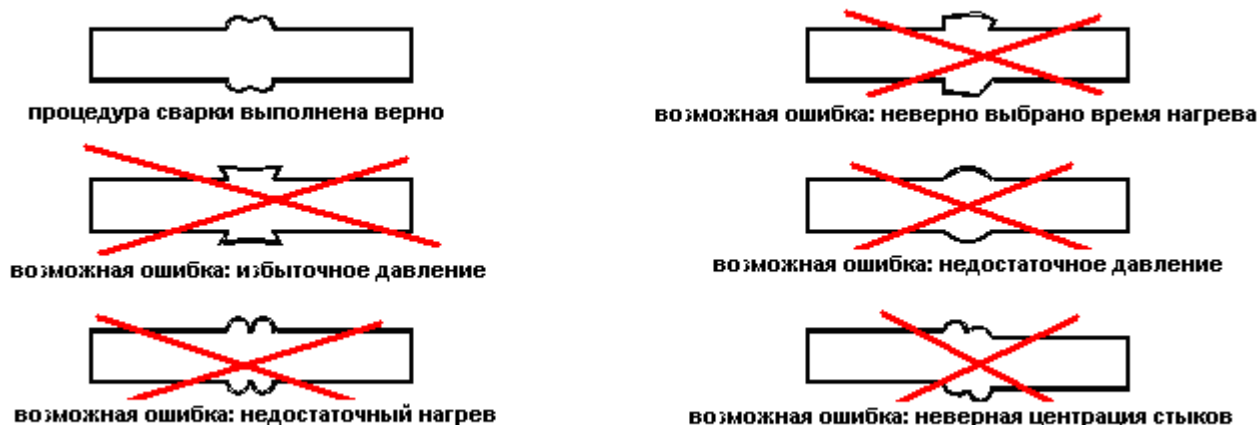 процедура сварки выполнена верно
возможная ошибка: неверно выбрано время нагрева
возможная ошибка: избыточное давление
возможная ошибка: недостаточное давление
возможная ошибка: недостаточный нагрев
возможная ошибка: неверная центрация стыков